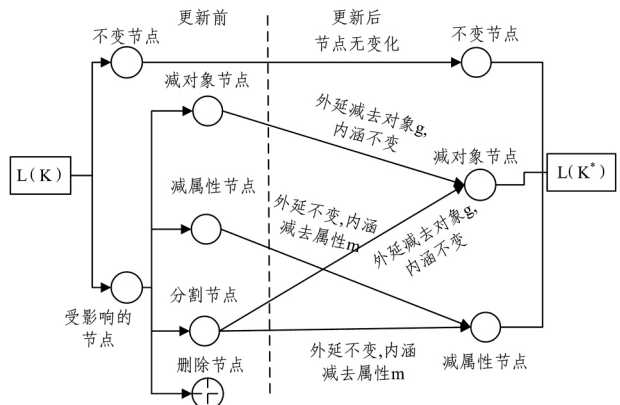 更新前
更新后
不变节点
节点无变化
不变节点
减对象节点
外延减去对象g,
内涵不变
减对象节点
L(K)
L(K*)
减属性节点
外延不变,内涵
减去属性m
外延减去对象g,
内涵不变
分割节点
受影响的
节点
删除节点
外延不变,内涵
减去属性m
减属性节点